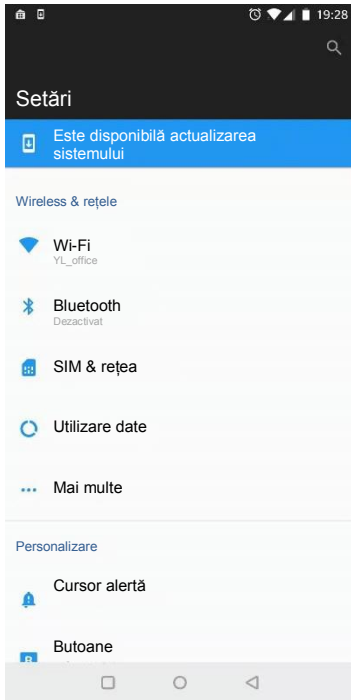 19:28
Setări
Este disponibilă actualizarea
sistemului
Wireless & rețele
Wi-Fi
YL_office
Bluetooth
Dezactivat
SIM & rețea
Utilizare date
Mai multe
Personalizare
Cursor alertă
Butoane